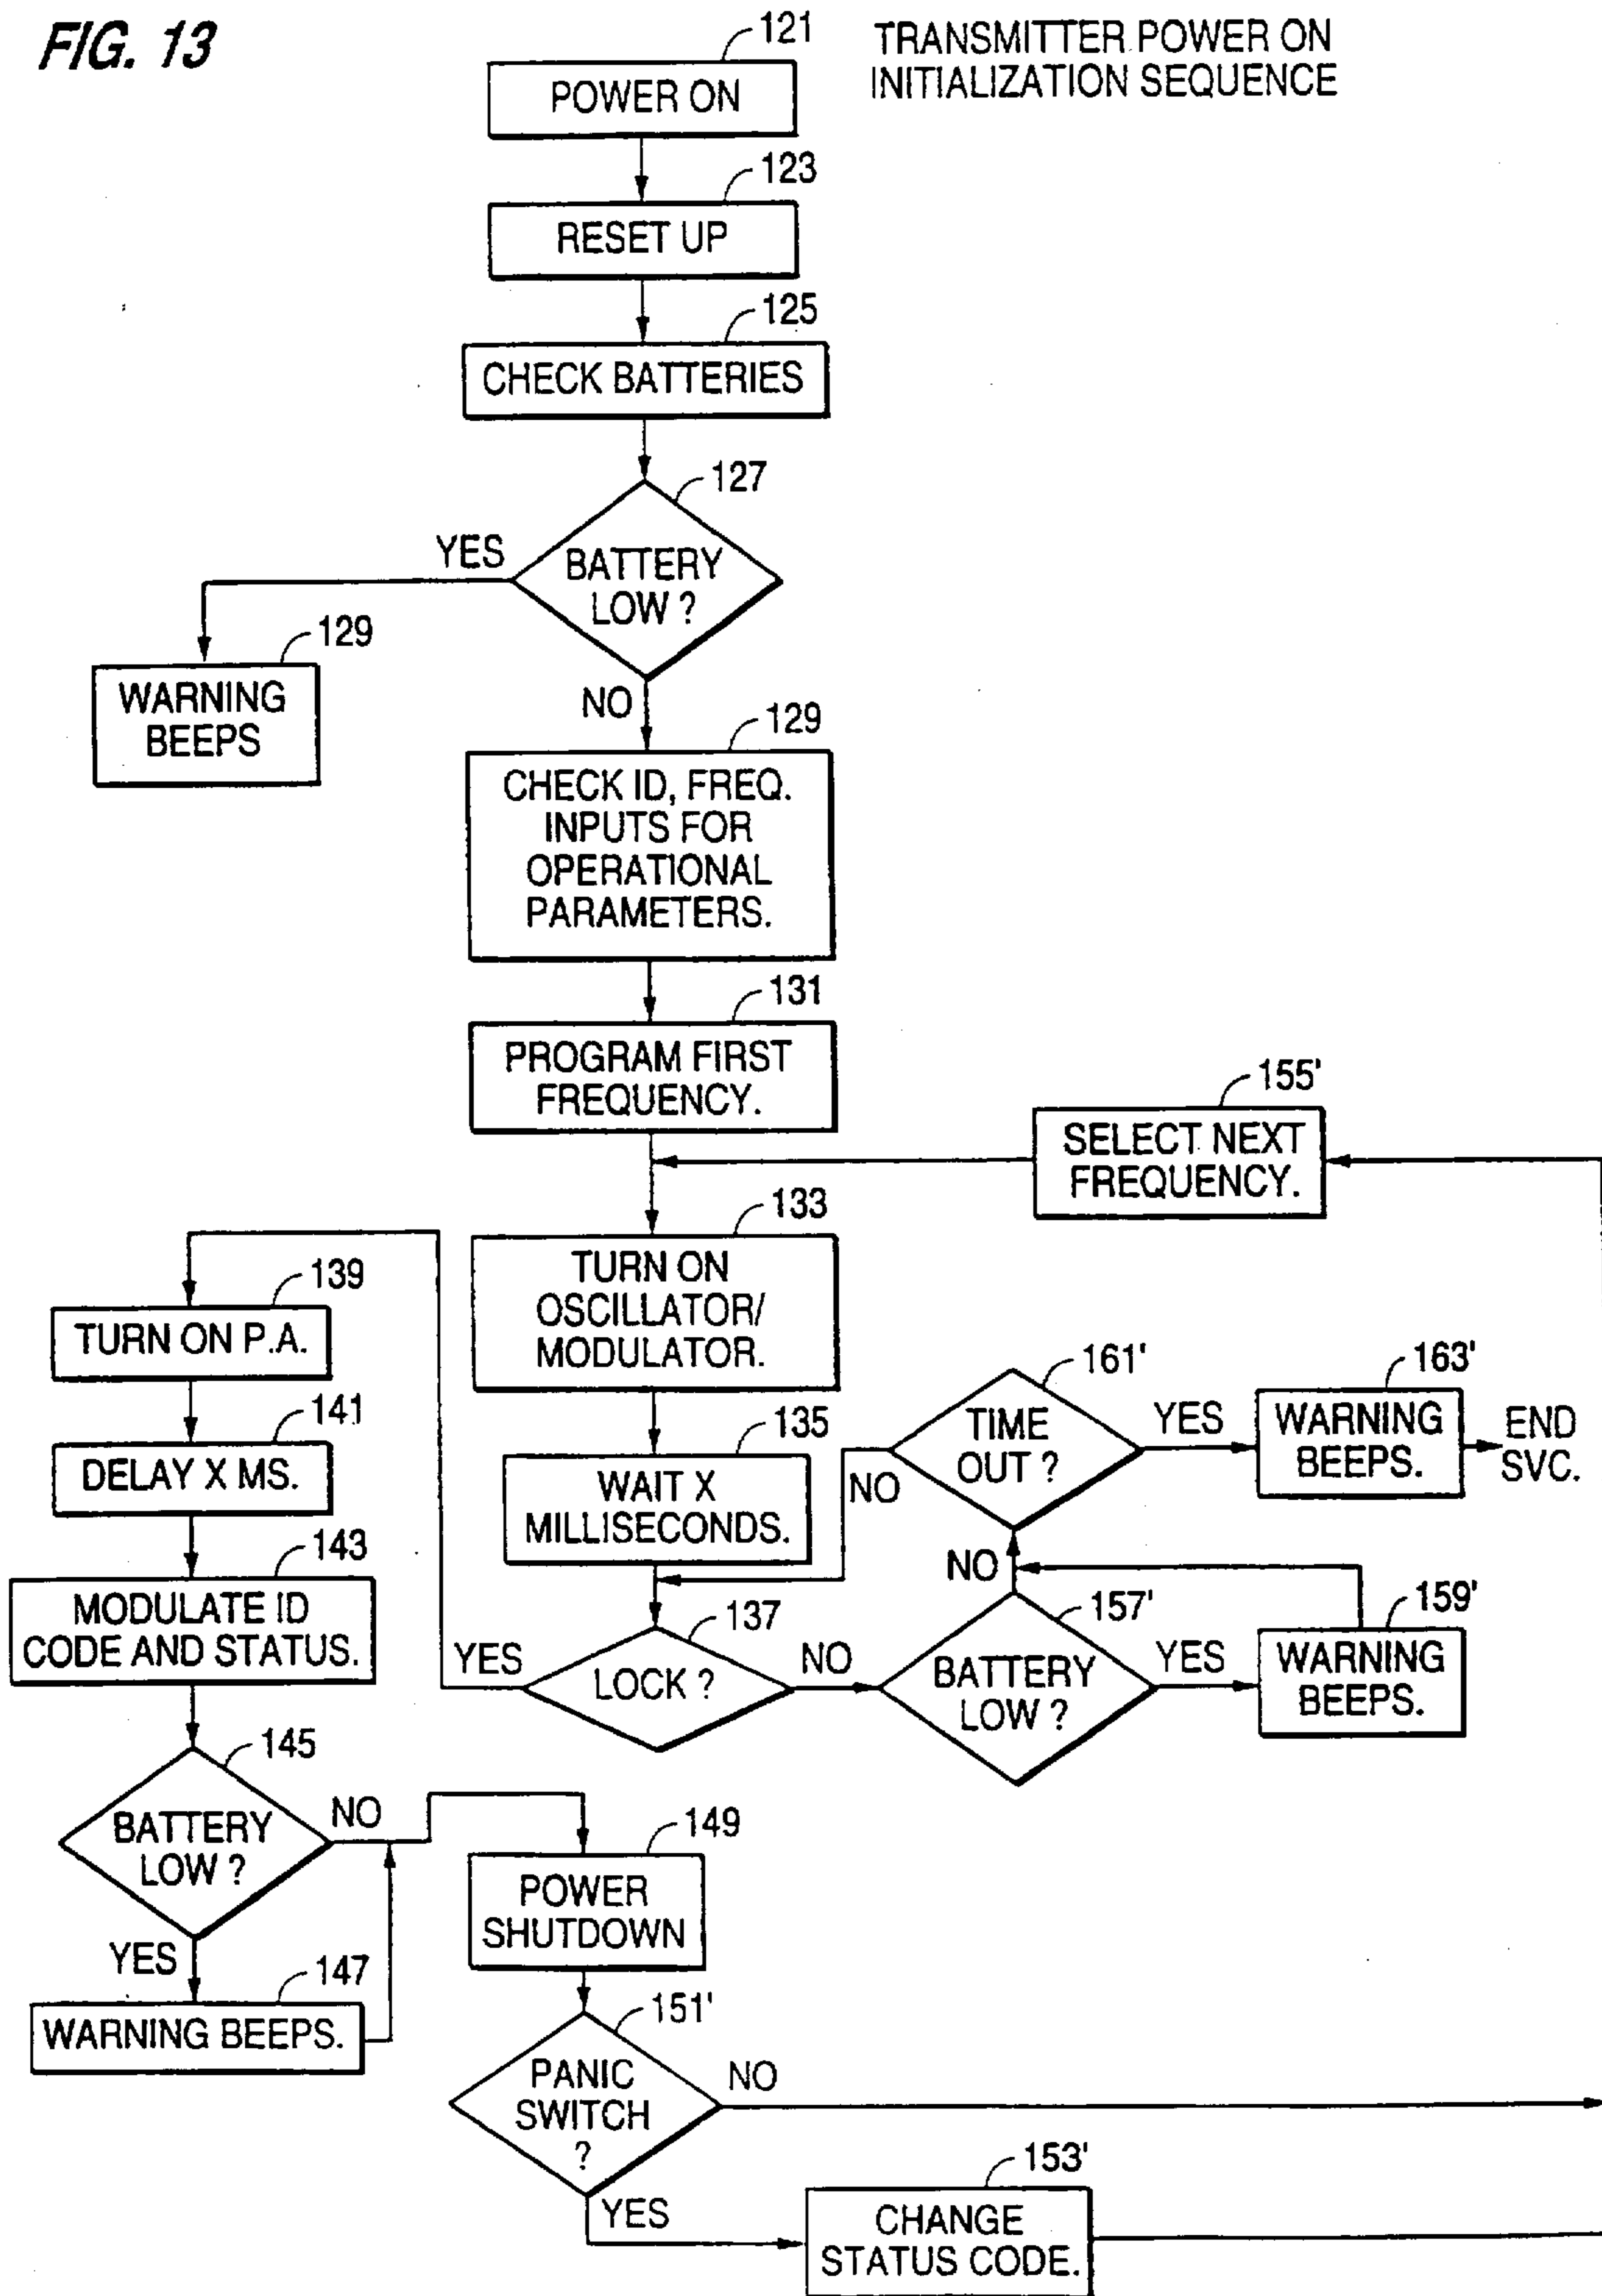 FIG. 13
TRANSMITTER POWER ON
INITIALIZATION SEQUENCE
121
POWER ON
123
RESET UP
125
CHECK BATTERIES
127
BATTERY
LOW ?
YES
129
WARNING
BEEPS
NO
129
CHECK ID, FREQ.
INPUTS FOR
OPERATIONAL
PARAMETERS.
131
PROGRAM FIRST
FREQUENCY.
155'
SELECT NEXT
FREQUENCY.
133
TURN ON
OSCILLATOR/
MODULATOR.
139
TURN ON P.A.
141
DELAY X MS.
143
MODULATE ID
CODE AND STATUS.
135
WAIT X
MILLISECONDS.
161'
TIME
OUT ?
YES
NO
163'
WARNING
BEEPS.
END
SVC.
137
LOCK ?
YES
NO
157'
BATTERY
LOW ?
NO
YES
159'
WARNING
BEEPS.
145
BATTERY
LOW ?
NO
YES
147
WARNING BEEPS.
149
POWER
SHUTDOWN
151'
PANIC
SWITCH
?
NO
YES
153'
CHANGE
STATUS CODE.